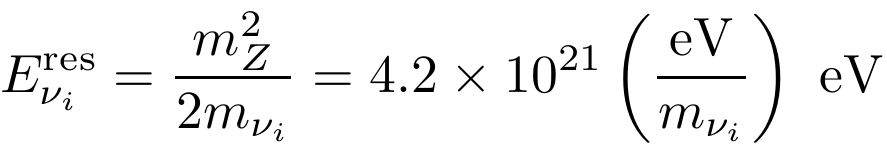 $E_{\nu_i}^{\mathrm{res}} = \frac{m_Z^2}{2m_{\nu_i}} = 4.2 \times 10^{21} \left( \frac{\mathrm{eV}}{m_{\nu_i}} \right) \ \mathrm{eV}$